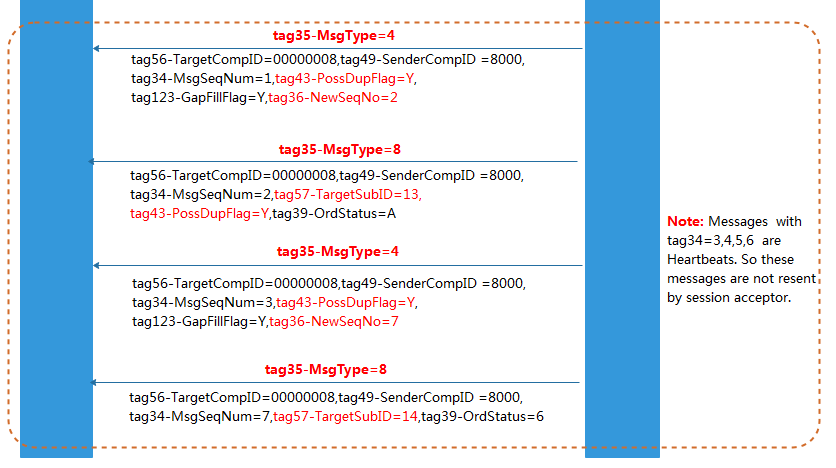 tag35-MsgType=4
tag56-TargetCompID=00000008,tag49-SenderCompID =8000,
tag34-MsgSeqNum=1,tag43-PossDupFlag=Y,
tag123-GapFillFlag=Y,tag36-NewSeqNo=2
tag35-MsgType=8
tag56-TargetCompID=00000008,tag49-SenderCompID =8000,
tag34-MsgSeqNum=2,tag57-TargetSubID=13,
tag43-PossDupFlag=Y,tag39-OrdStatus=A
tag35-MsgType=4
tag56-TargetCompID=00000008,tag49-SenderCompID =8000,
tag34-MsgSeqNum=3,tag43-PossDupFlag=Y,
tag123-GapFillFlag=Y,tag36-NewSeqNo=7
tag35-MsgType=8
tag56-TargetCompID=00000008,tag49-SenderCompID =8000,
tag34-MsgSeqNum=7,tag57-TargetSubID=14,tag39-OrdStatus=6
Note: Messages with
tag34=3,4,5,6 are
Heartbeats. So these
messages are not resent
by session acceptor.